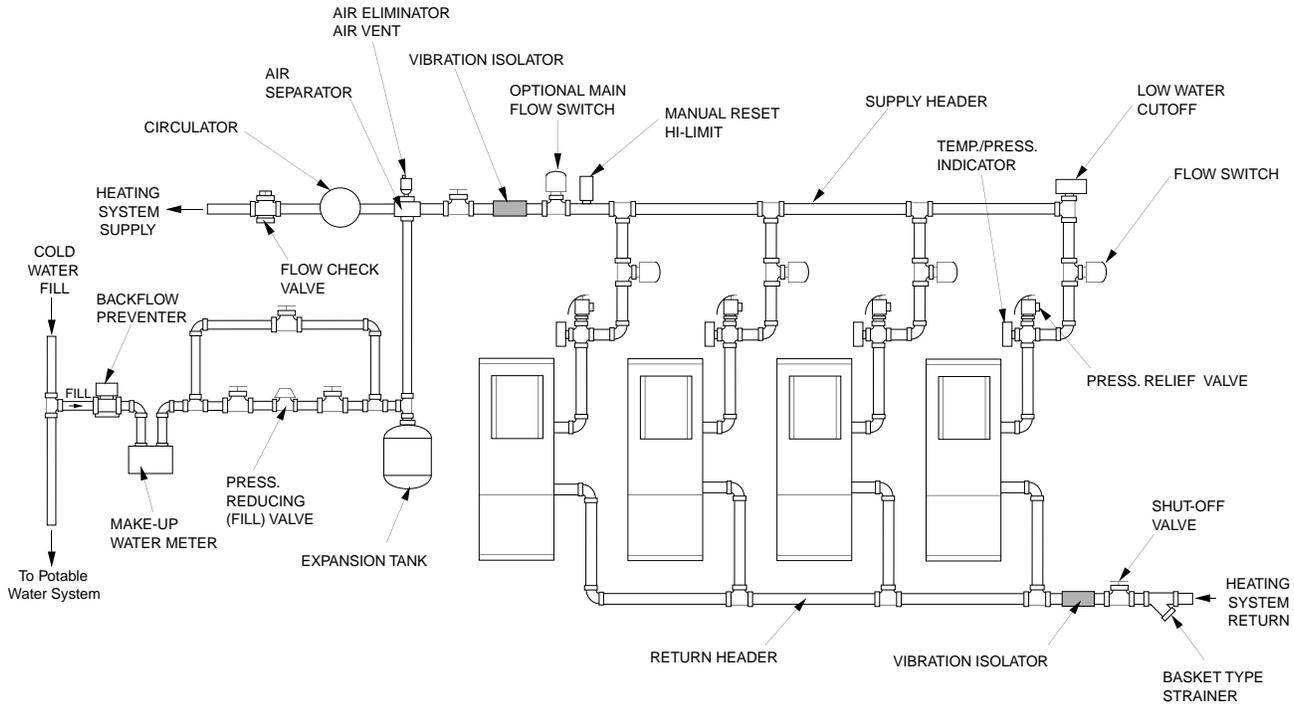 AIR ELIMINATOR
AIR VENT
VIBRATION ISOLATOR
AIR
SEPARATOR
OPTIONAL MAIN
FLOW SWITCH
MANUAL RESET
HI-LIMIT
SUPPLY HEADER
LOW WATER
CUTOFF
CIRCULATOR
TEMP./PRESS.
INDICATOR
FLOW SWITCH
HEATING
SYSTEM
SUPPLY
COLD
WATER
FILL
FLOW CHECK
VALVE
BACKFLOW
PREVENTER
FILL
PRESS. RELIEF VALVE
PRESS.
REDUCING
(FILL) VALVE
MAKE-UP
WATER METER
EXPANSION TANK
SHUT-OFF
VALVE
To Potable
Water System
HEATING
SYSTEM
RETURN
RETURN HEADER
VIBRATION ISOLATOR
BASKET TYPE
STRAINER